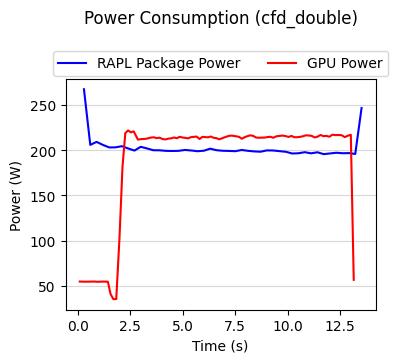 Power Consumption (cfd_double)
RAPL Package Power
GPU Power
250
200
150
100
50
Power (W)
0.0 2.5 5.0 7.5 10.0 12.5
Time (s)